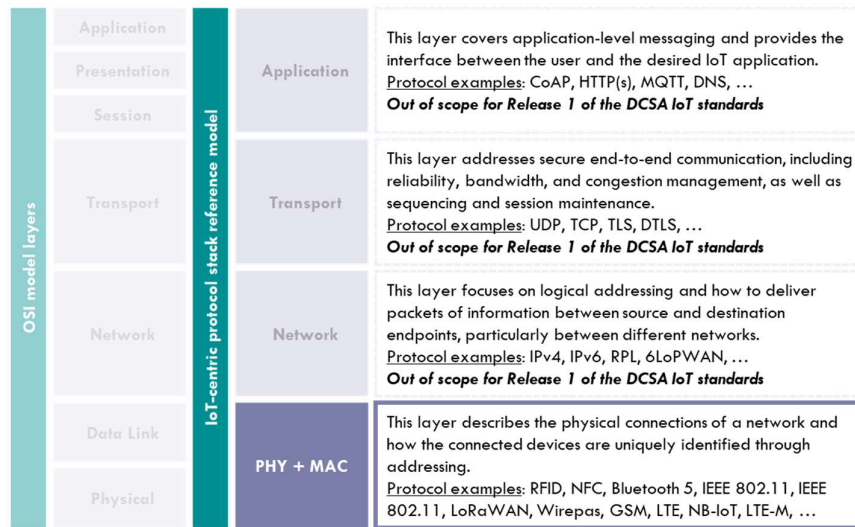 OSI model layers
Application
Presentation
Session
Transport
Network
Data Link
Physical
IoT-centric protocol stack reference model
Application
This layer covers application-level messaging and provides the
interface between the user and the desired IoT application.
Protocol examples: CoAP, HTTP(s), MQTT, DNS, ...
Out of scope for Release 1 of the DCSA IoT standards
Transport
This layer addresses secure end-to-end communication, including
reliability, bandwidth, and congestion management, as well as
sequencing and session maintenance.
Protocol examples: UDP, TCP, TLS, DTLS, ...
Out of scope for Release 1 of the DCSA IoT standards
Network
This layer focuses on logical addressing and how to deliver
packets of information between source and destination
endpoints, particularly between different networks.
Protocol examples: IPv4, IPv6, RPL, 6LoPWAN, ...
Out of scope for Release 1 of the DCSA IoT standards
PHY + MAC
This layer describes the physical connections of a network and
how the connected devices are uniquely identified through
addressing.
Protocol examples: RFID, NFC, Bluetooth 5, IEEE 802.11, IEEE
802.11, LoRaWAN, Wirepas, GSM, LTE, NB-IoT, LTE-M, ...